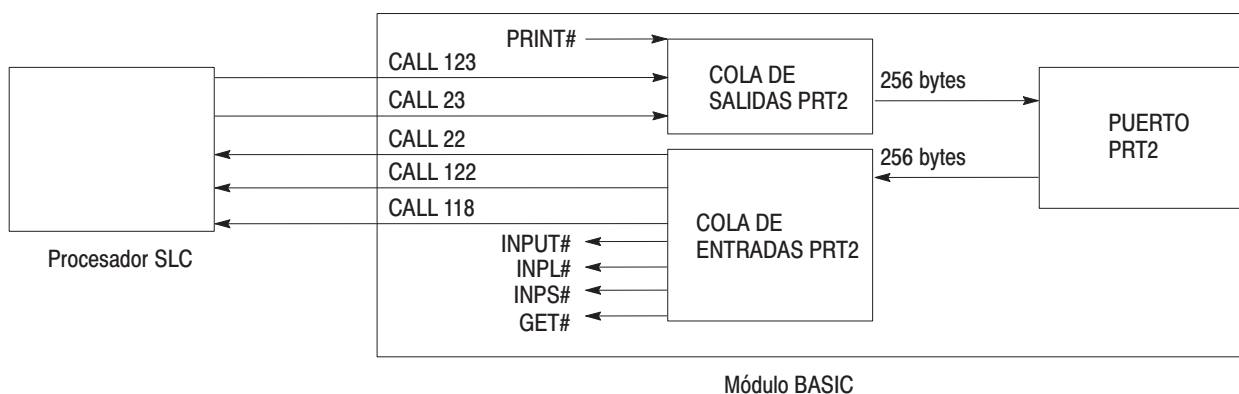 PRINT#
CALL 123
CALL 23
CALL 22
CALL 122
CALL 118
COLA DE
SALIDAS PRT2
256 bytes
PUERTO
PRT2
256 bytes
COLA DE
ENTRADAS PRT2
INPUT#
INPL#
INPS#
GET#
Procesador SLC
Módulo BASIC